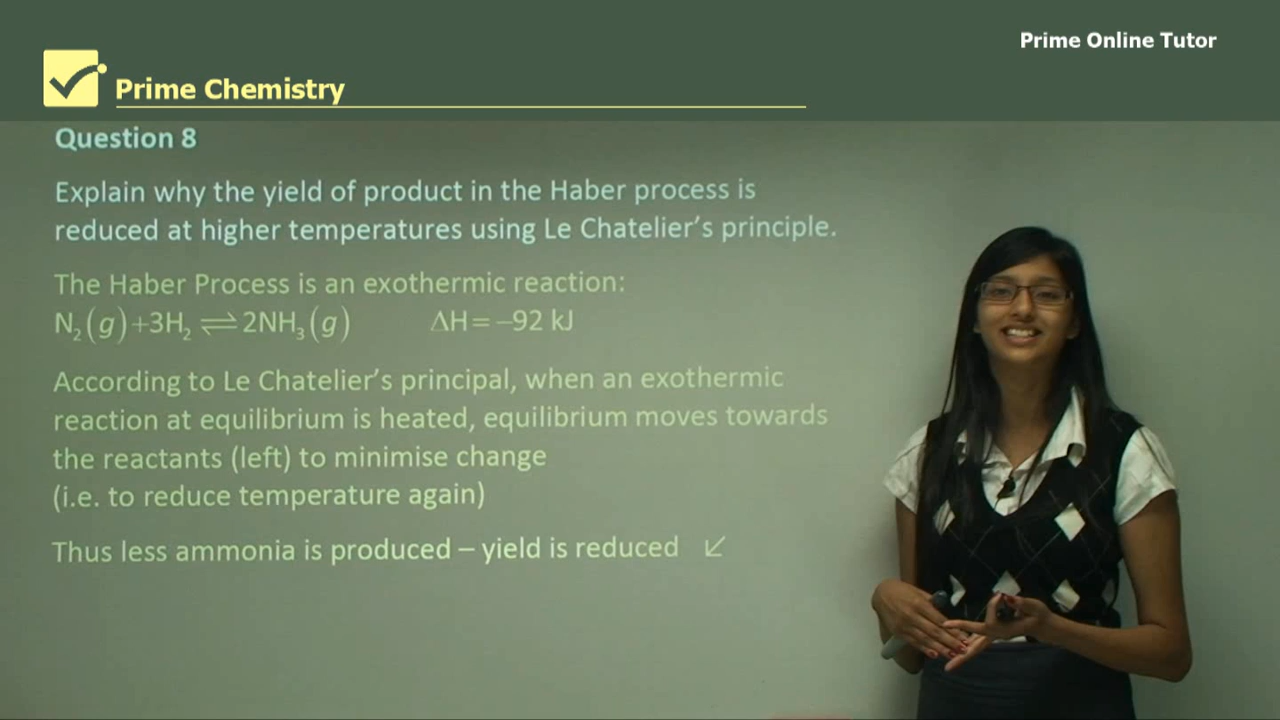 Prime Online Tutor
Prime Chemistry
Question 8
Explain why the yield of product in the Haber process is
reduced at higher temperatures using Le Chatelier's principle.
The Haber Process is an exothermic reaction:
N₂(g)+3H₂ ⇌ 2NH₃(g) ΔH= –92 kJ
According to Le Chatelier's principal, when an exothermic
reaction at equilibrium is heated, equilibrium moves towards
the reactants (left) to minimise change
(i.e. to reduce temperature again)
Thus less ammonia is produced – yield is reduced ↙